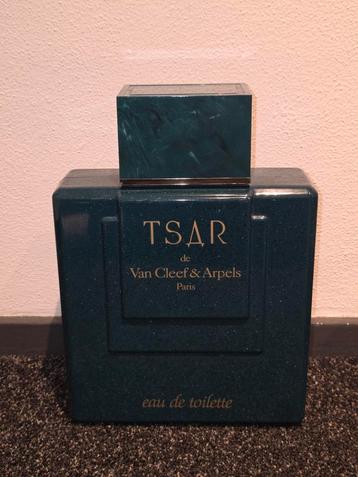 TSAR
de
Van Cleef & Arpels
Paris
eau de toilette